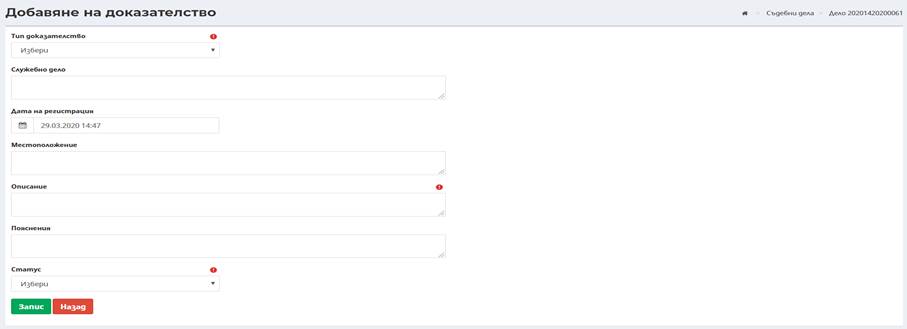 Добавяне на доказателство
Съдебни дела Дело 20201420200061
Тип доказателство
Избери
Служебно дело
Дата на регистрация
29.03.2020 14:47
Местоположение
Описание
Пояснения
Статус
Избери
Запис Назад